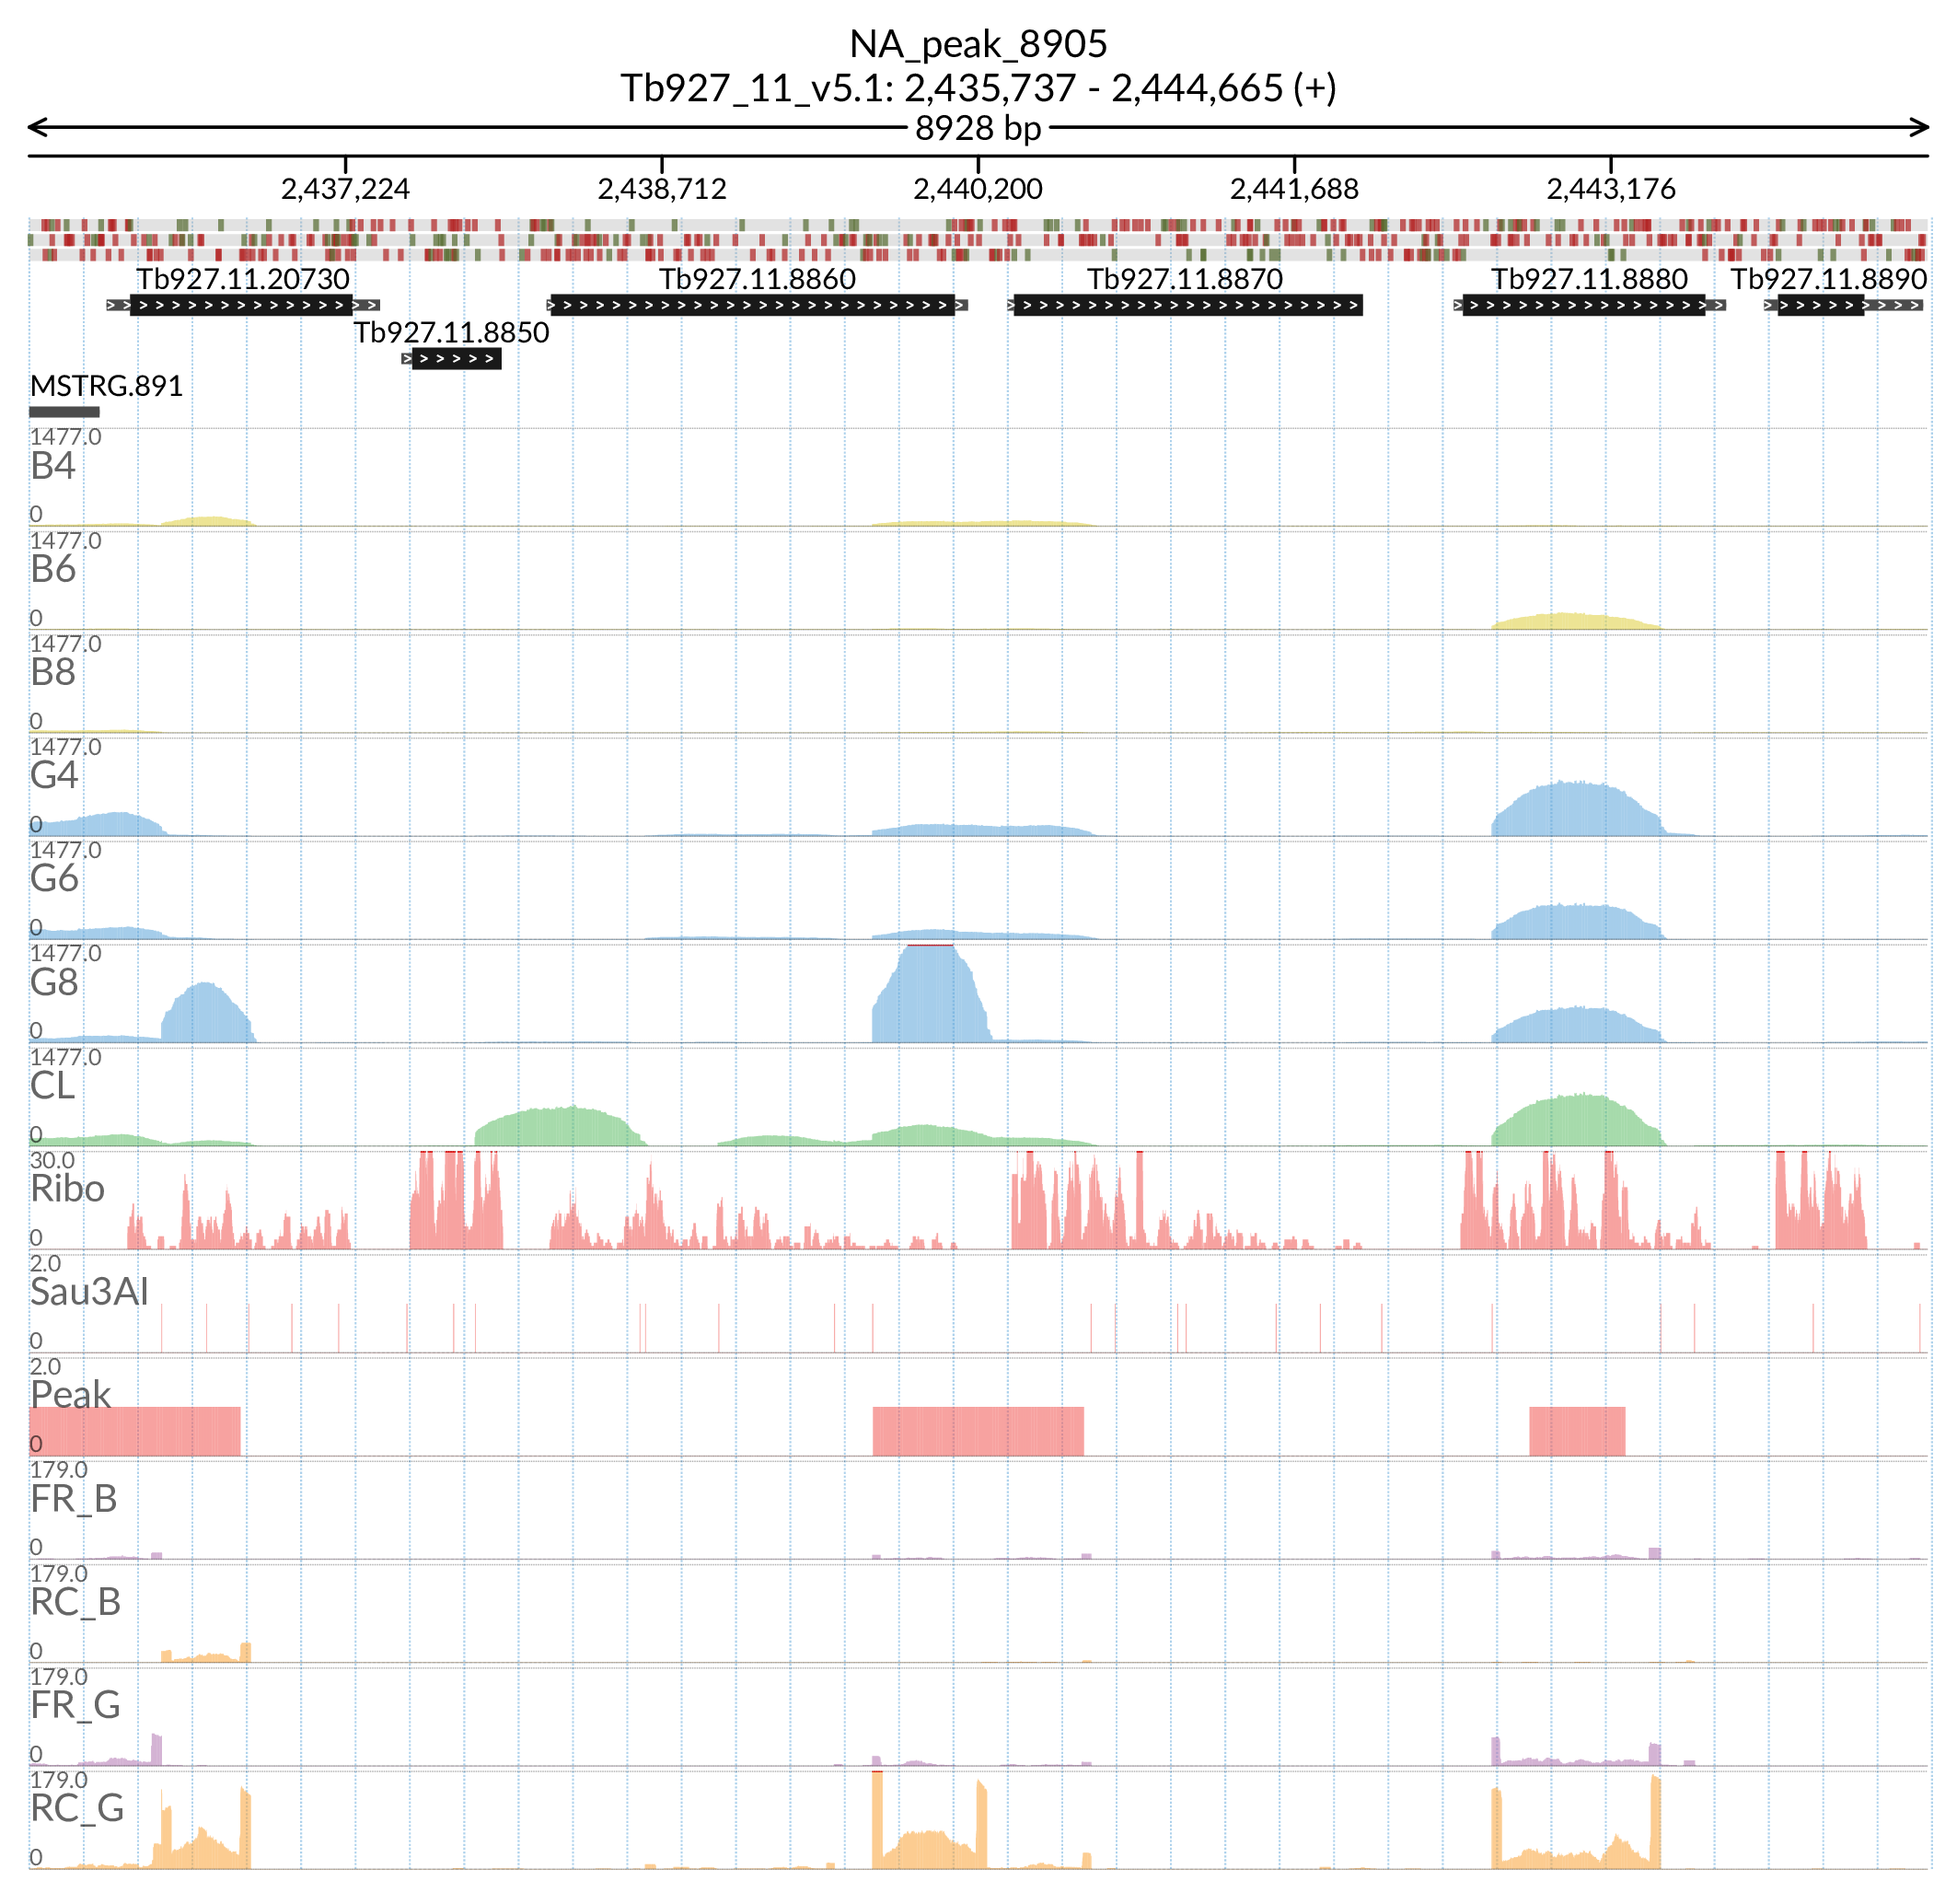 NA_peak_8905
Tb927_11_v5.1: 2,435,737 - 2,444,665 (+)
8928 bp
2,437,224 2,438,712 2,440,200 2,441,688 2,443,176
Tb927.11.20730 Tb927.11.8860 Tb927.11.8870 Tb927.11.8880 Tb927.11.8890
Tb927.11.8850
MSTRG.891
1477.0
B4
0
1477.0
B6
0
1477.0
B8
0
1477.0
G4
0
1477.0
G6
0
1477.0
G8
0
1477.0
CL
0
30.0
Ribo
0
2.0
Sau3AI
0
2.0
Peak
0
179.0
FR_B
0
179.0
RC_B
0
179.0
FR_G
0
179.0
RC_G
0